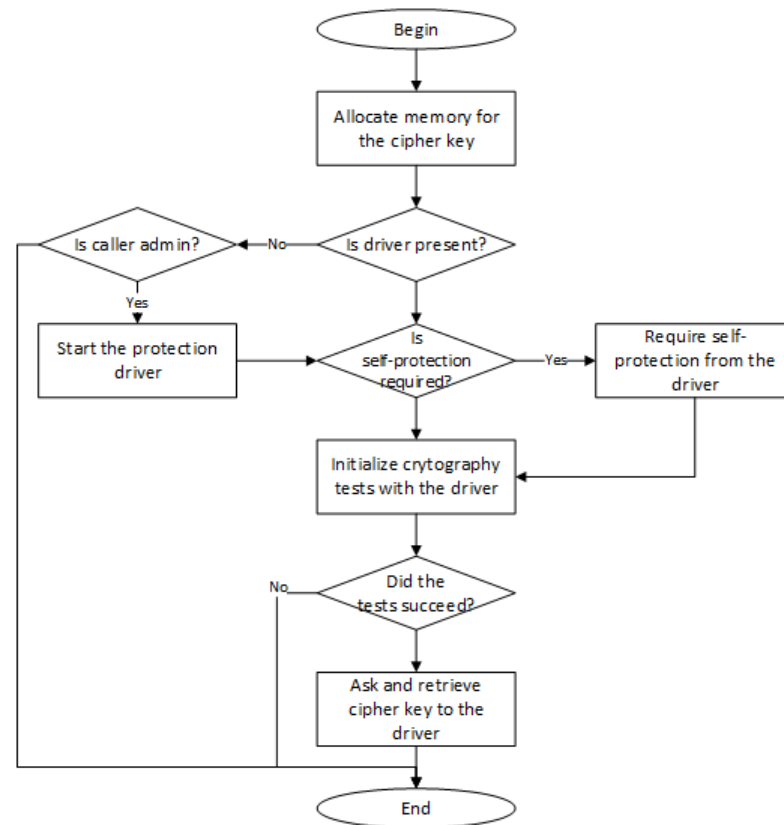 Begin
Allocate memory for
the cipher key
Is caller admin?
No
Is driver present?
Yes
Start the protection
driver
Is
self-protection
required?
Yes
Require self-
protection from the
driver
Initialize crytography
tests with the driver
No
Did the
tests succeed?
Ask and retrieve
cipher key to the
driver
End